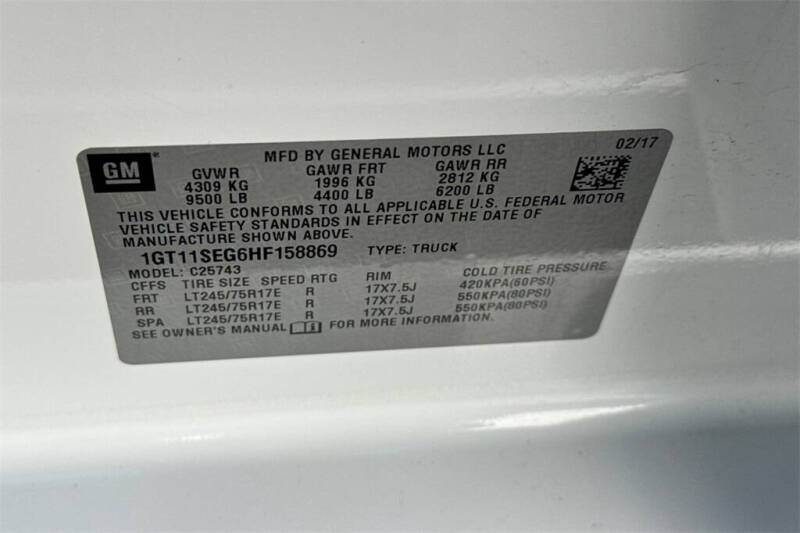 GM
MFD BY GENERAL MOTORS LLC
02/17
GVWR GAWR FRT GAWR RR
4309 KG 1996 KG 2812 KG
9500 LB 4400 LB 6200 LB
THIS VEHICLE CONFORMS TO ALL APPLICABLE U.S. FEDERAL MOTOR
VEHICLE SAFETY STANDARDS IN EFFECT ON THE DATE OF
MANUFACTURE SHOWN ABOVE.
1GT11SEG6HF158869 TYPE: TRUCK
MODEL: C25743
CFFS TIRE SIZE SPEED RTG RIM COLD TIRE PRESSURE
FRT LT245/75R17E R 17X7.5J 420KPA(60PSI)
RR LT245/75R17E R 17X7.5J 550KPA(80PSI)
SPA LT245/75R17E R 17X7.5J 550KPA(80PSI)
SEE OWNER'S MANUAL FOR MORE INFORMATION.